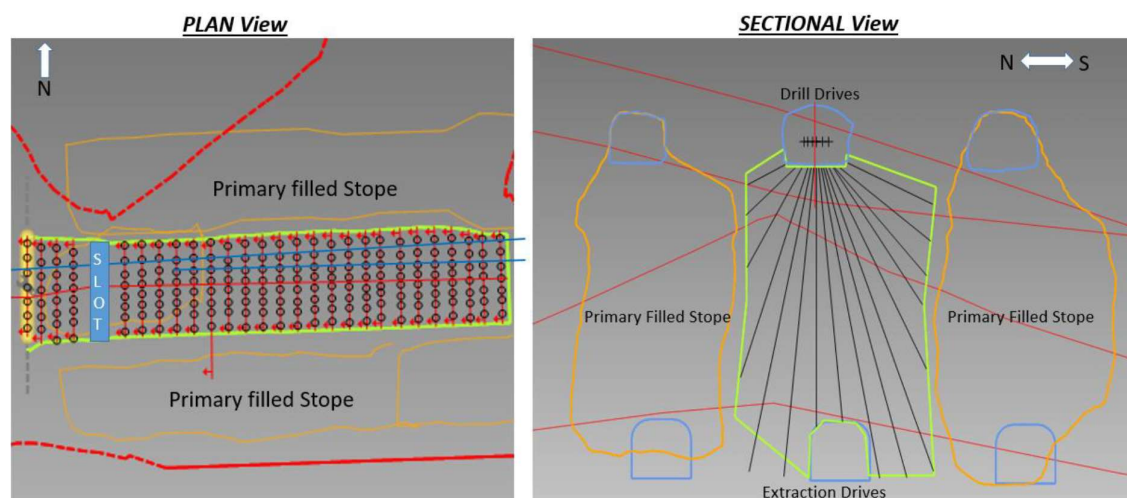 PLAN View
SECTIONAL View
N
Primary filled Stope
SLOT
Primary filled Stope
N S
Drill Drives
Primary Filled Stope
Primary Filled Stope
Extraction Drives